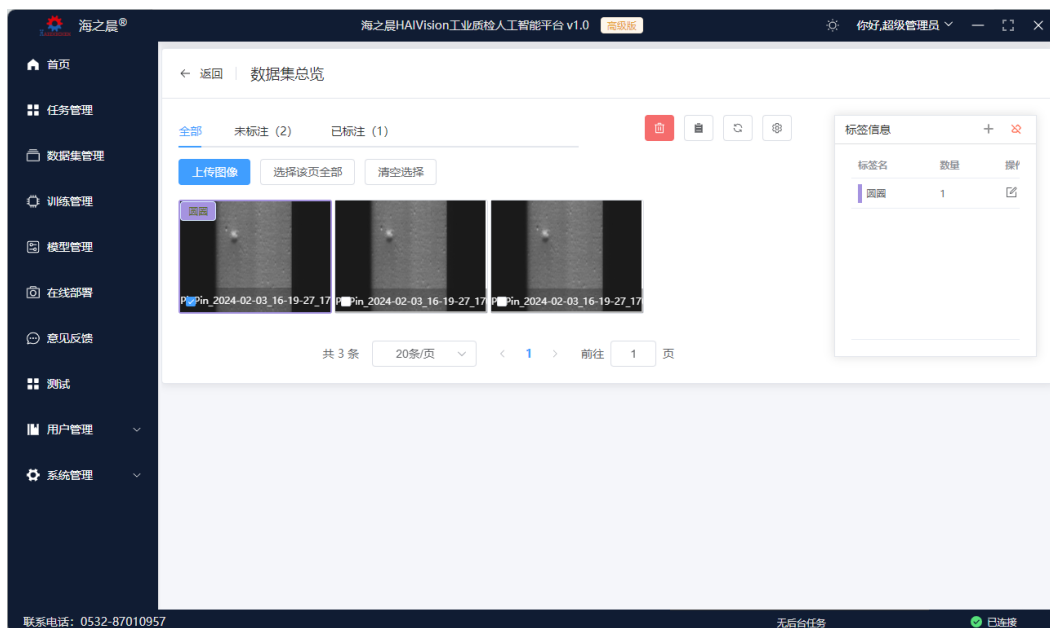 海之晨®
海之晨HAIVision工业质检人工智能平台 v1.0 高级版
你好,超级管理员
首页
任务管理
数据集管理
训练管理
模型管理
在线部署
意见反馈
测试
用户管理
系统管理
返回 数据集总览
全部 未标注（2） 已标注（1）
上传图像 选择该页全部 清空选择
圆圆
Pin_2024-02-03_16-19-27_17
Pin_2024-02-03_16-19-27_17
Pin_2024-02-03_16-19-27_17
共 3 条 20条/页 1 前往 1 页
标签信息
标签名 数量 操作
圆圆 1
联系电话：0532-87010957
无后台任务
已连接